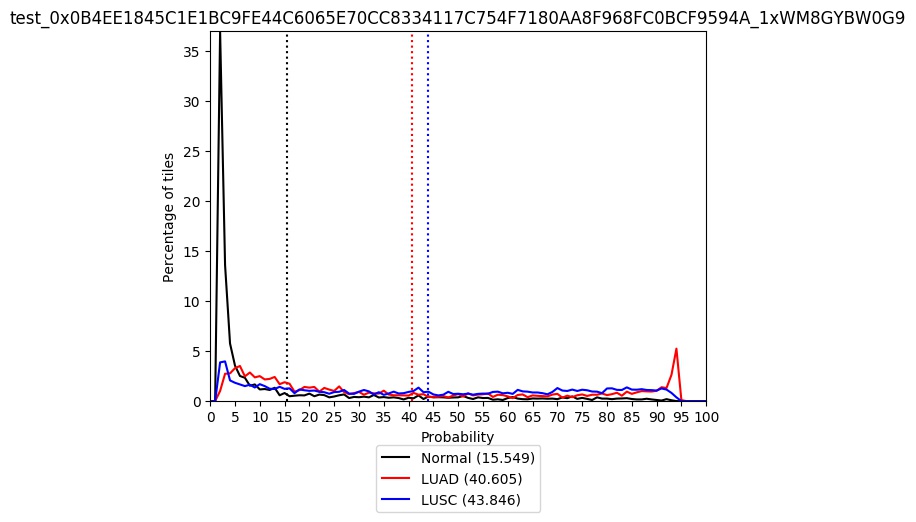 test_0x0B4EE1845C1E1BC9FE44C6065E70CC8334117C754F7180AA8F968FC0BCF9594A_1xWM8GYBW0G9
35
30
25
20
15
10
5
0
Percentage of tiles
0 5 10 15 20 25 30 35 40 45 50 55 60 65 70 75 80 85 90 95 100
Probability
Normal (15.549)
LUAD (40.605)
LUSC (43.846)